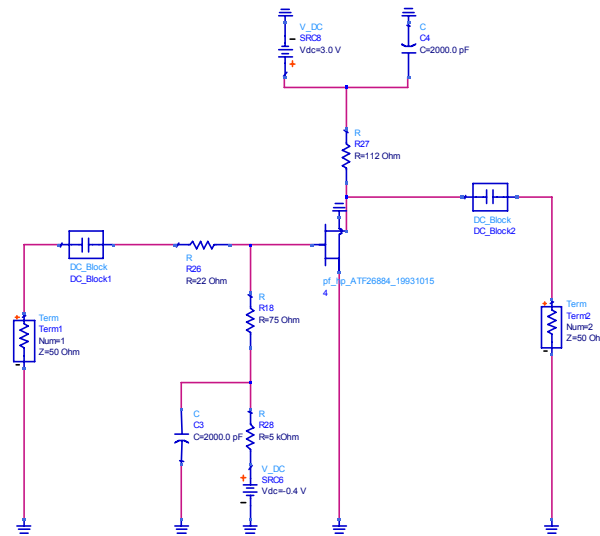 V_DC
SRC8
Vdc=3.0 V
C
C4
C=2000.0 pF
R
R27
R=112 Ohm
DC_Block
DC_Block1
R
R26
R=22 Ohm
pf_hp_ATF26884_19931015
4
DC_Block
DC_Block2
Term
Term1
Num=1
Z=50 Ohm
R
R18
R=75 Ohm
Term
Term2
Num=2
Z=50 Oh
C
C3
C=2000.0 pF
R
R28
R=5 kOhm
V_DC
SRC6
Vdc=-0.4 V